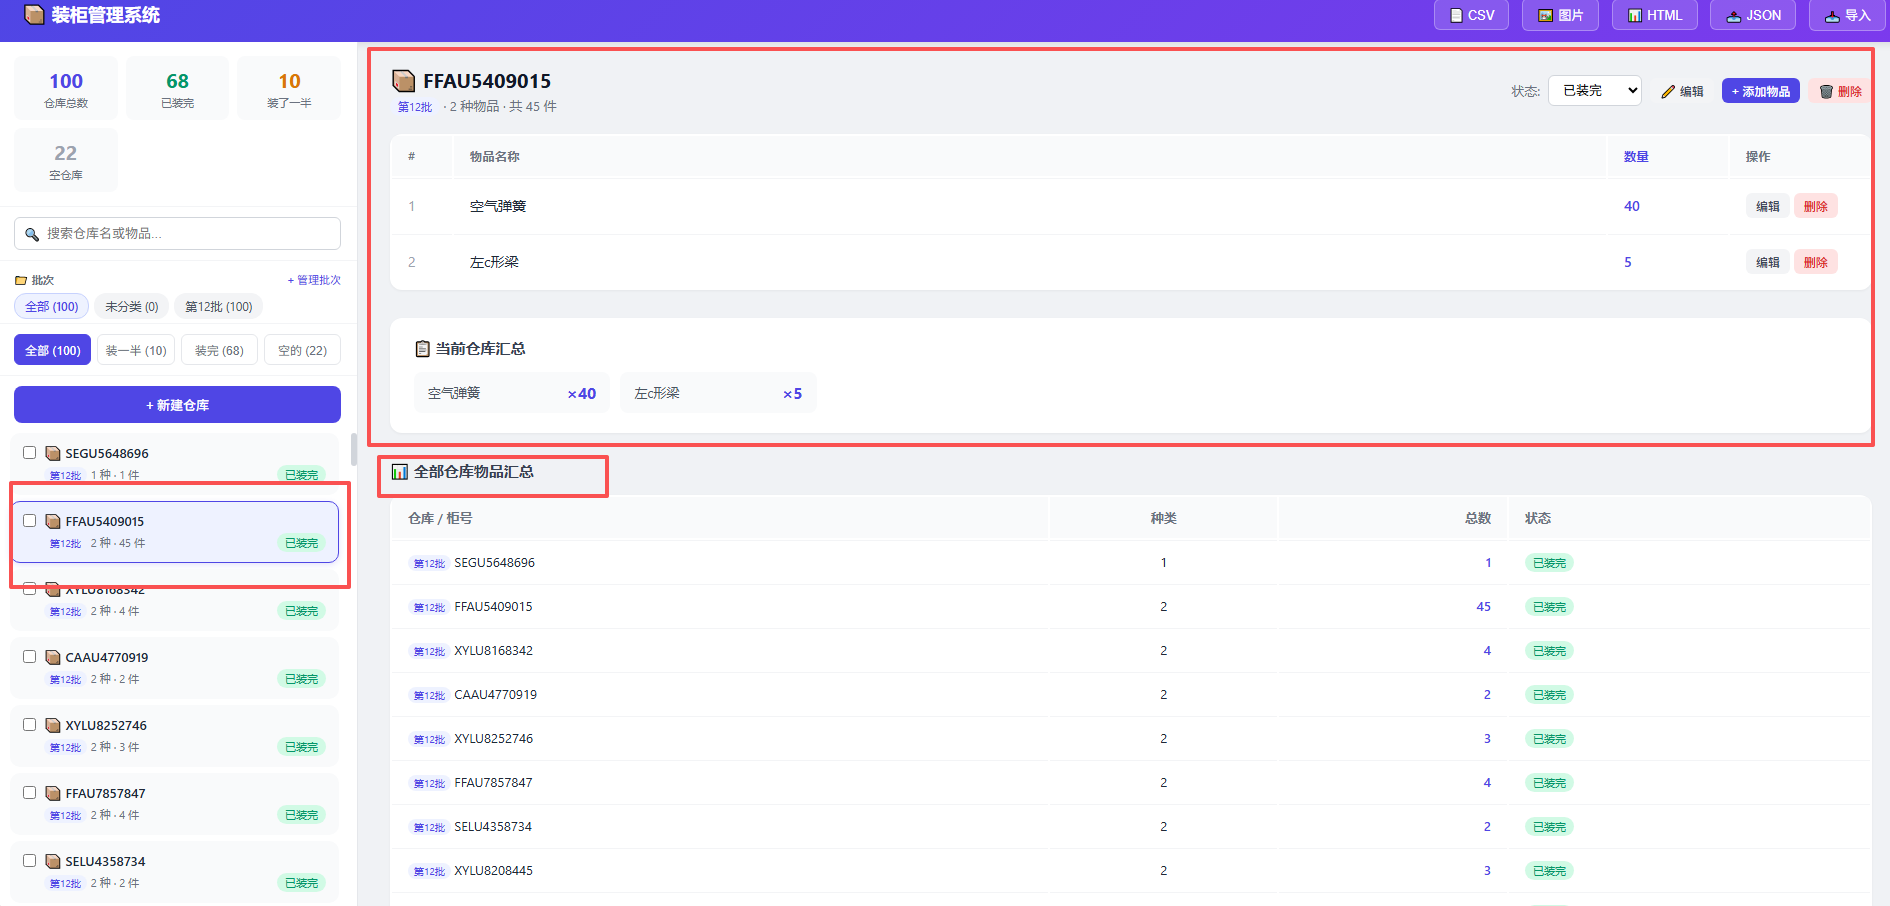 装柜管理系统
CSV
图片
HTML
JSON
导入
100
仓库总数
68
已装完
10
装了一半
22
空仓库
搜索仓库名或物品...
批次
+ 管理批次
全部 (100)
未分类 (0)
第12批 (100)
全部 (100)
装一半 (10)
装完 (68)
空的 (22)
+ 新建仓库
SEGU5648696
第12批 1 种 · 1 件
已装完
FFAU5409015
第12批 2 种 · 45 件
已装完
XYLU8168342
第12批 2 种 · 4 件
已装完
CAAU4770919
第12批 2 种 · 2 件
已装完
XYLU8252746
第12批 2 种 · 3 件
已装完
FFAU7857847
第12批 2 种 · 4 件
已装完
SELU4358734
第12批 2 种 · 2 件
已装完
FFAU5409015
第12批 · 2 种物品 · 共 45 件
状态:
已装完
编辑
+ 添加物品
删除
# 物品名称 数量 操作
1 空气弹簧 40 编辑 删除
2 左c形梁 5 编辑 删除
当前仓库汇总
空气弹簧 ×40
左c形梁 ×5
全部仓库物品汇总
仓库 / 柜号 种类 总数 状态
第12批 SEGU5648696 1 1 已装完
第12批 FFAU5409015 2 45 已装完
第12批 XYLU8168342 2 4 已装完
第12批 CAAU4770919 2 2 已装完
第12批 XYLU8252746 2 3 已装完
第12批 FFAU7857847 2 4 已装完
第12批 SELU4358734 2 2 已装完
第12批 XYLU8208445 2 3 已装完